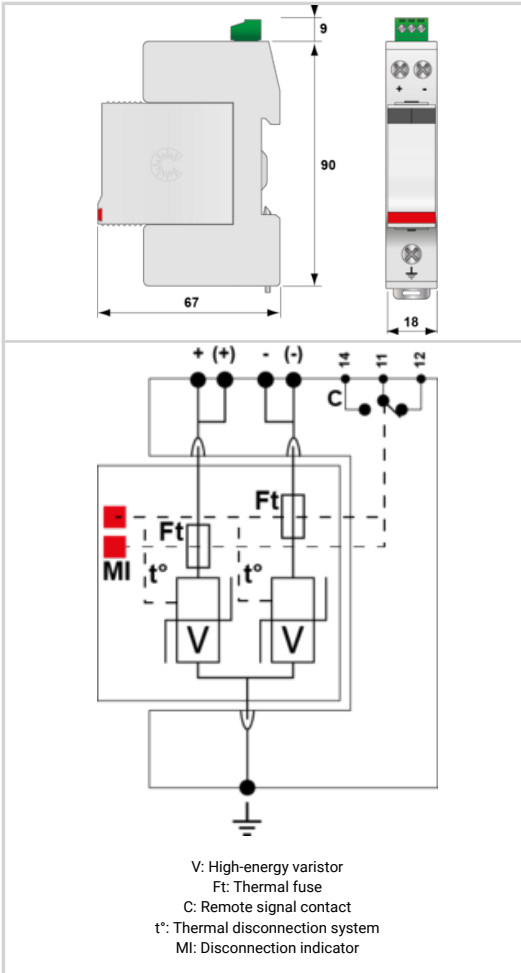 9
90
67
+ -
18
+ (+) - (-)
14
11
12
C
Ft
Ft
MI
t°
t°
V
V
V: High-energy varistor
Ft: Thermal fuse
C: Remote signal contact
t°: Thermal disconnection system
MI: Disconnection indicator